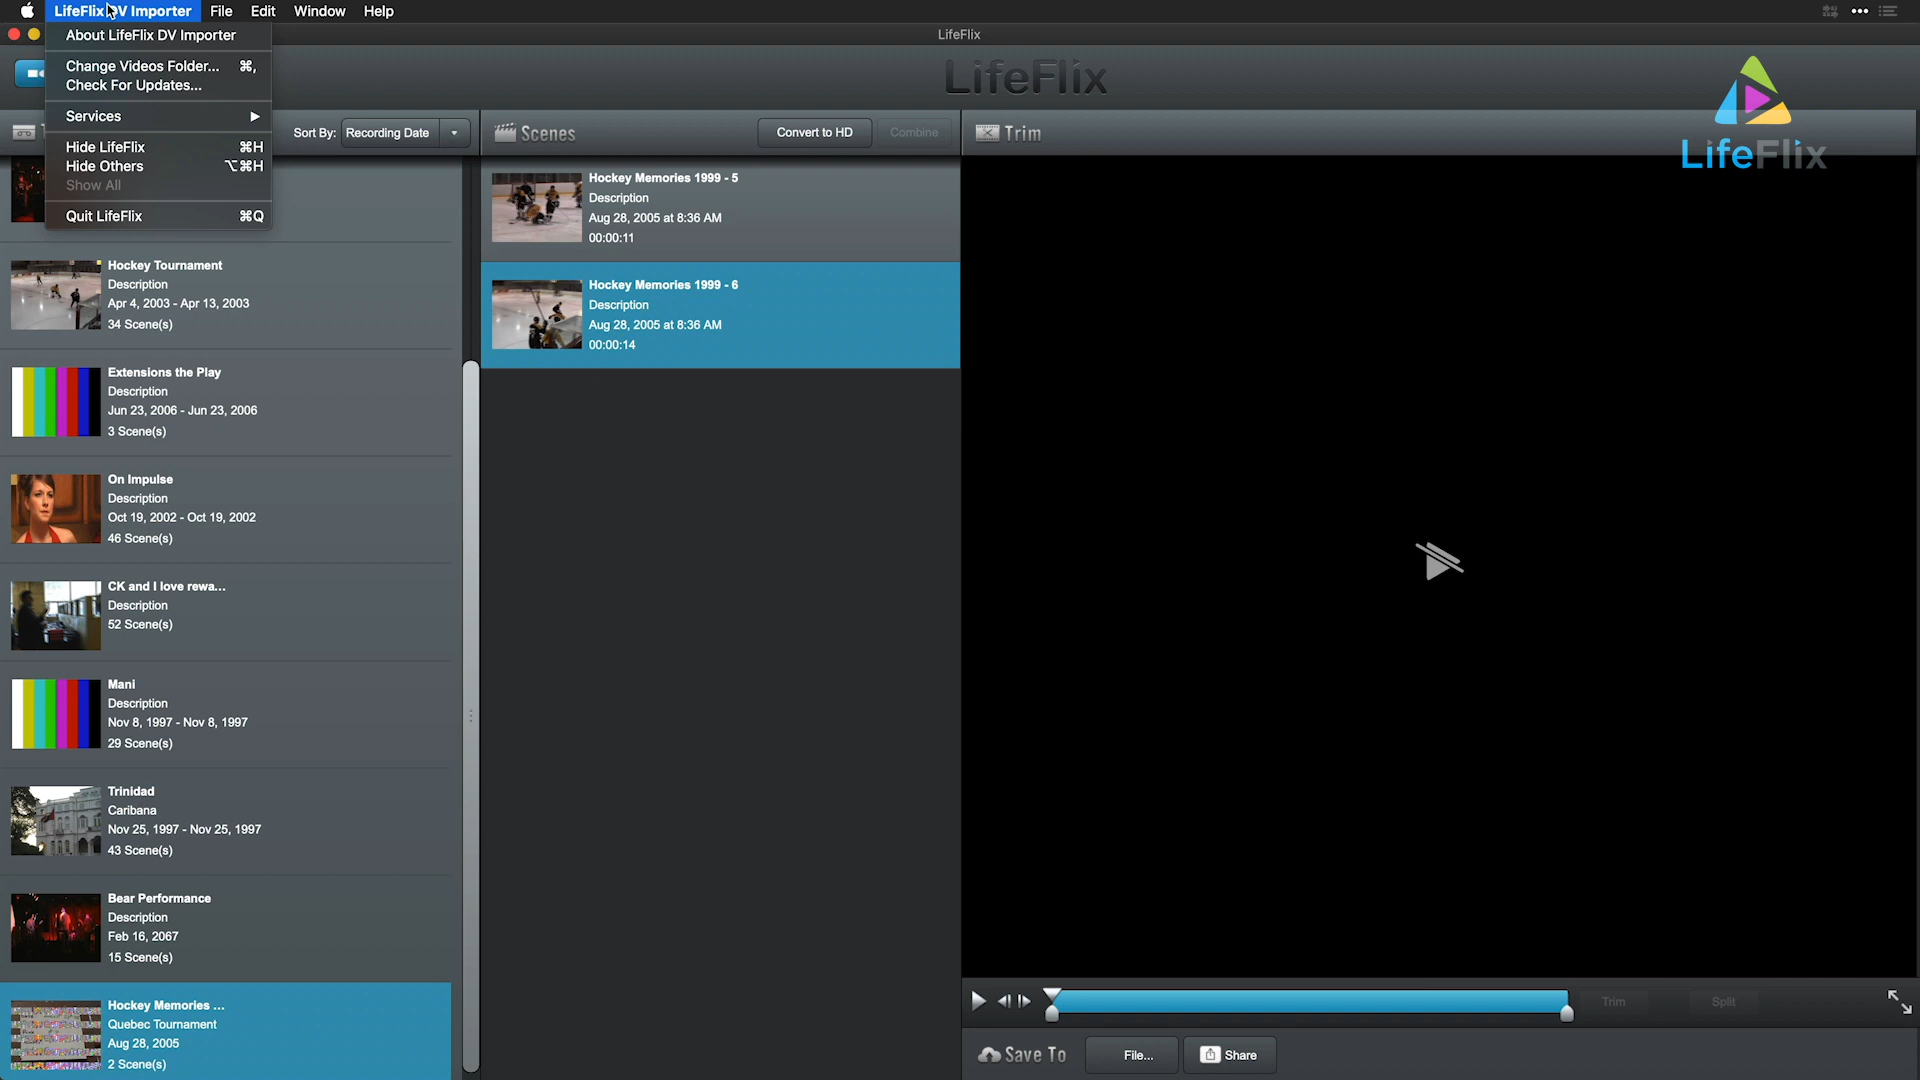 LifeFlix DV Importer File Edit Window Help
LifeFlix
About LifeFlix DV Importer
Change Videos Folder... ⌘,
Check For Updates...
Services
Hide LifeFlix ⌘H
Hide Others ⌥⌘H
Show All
Quit LifeFlix ⌘Q
LifeFlix
LifeFlix
Sort By: Recording Date
Scenes
Convert to HD
Combine
Trim
Hockey Tournament
Description
Apr 4, 2003 - Apr 13, 2003
34 Scene(s)
Extensions the Play
Description
Jun 23, 2006 - Jun 23, 2006
3 Scene(s)
On Impulse
Description
Oct 19, 2002 - Oct 19, 2002
46 Scene(s)
CK and I love rewa...
Description
52 Scene(s)
Mani
Description
Nov 8, 1997 - Nov 8, 1997
29 Scene(s)
Trinidad
Caribana
Nov 25, 1997 - Nov 25, 1997
43 Scene(s)
Bear Performance
Description
Feb 16, 2067
15 Scene(s)
Hockey Memories ...
Quebec Tournament
Aug 28, 2005
2 Scene(s)
Hockey Memories 1999 - 5
Description
Aug 28, 2005 at 8:36 AM
00:00:11
Hockey Memories 1999 - 6
Description
Aug 28, 2005 at 8:36 AM
00:00:14
Trim
Split
Save To
File...
Share